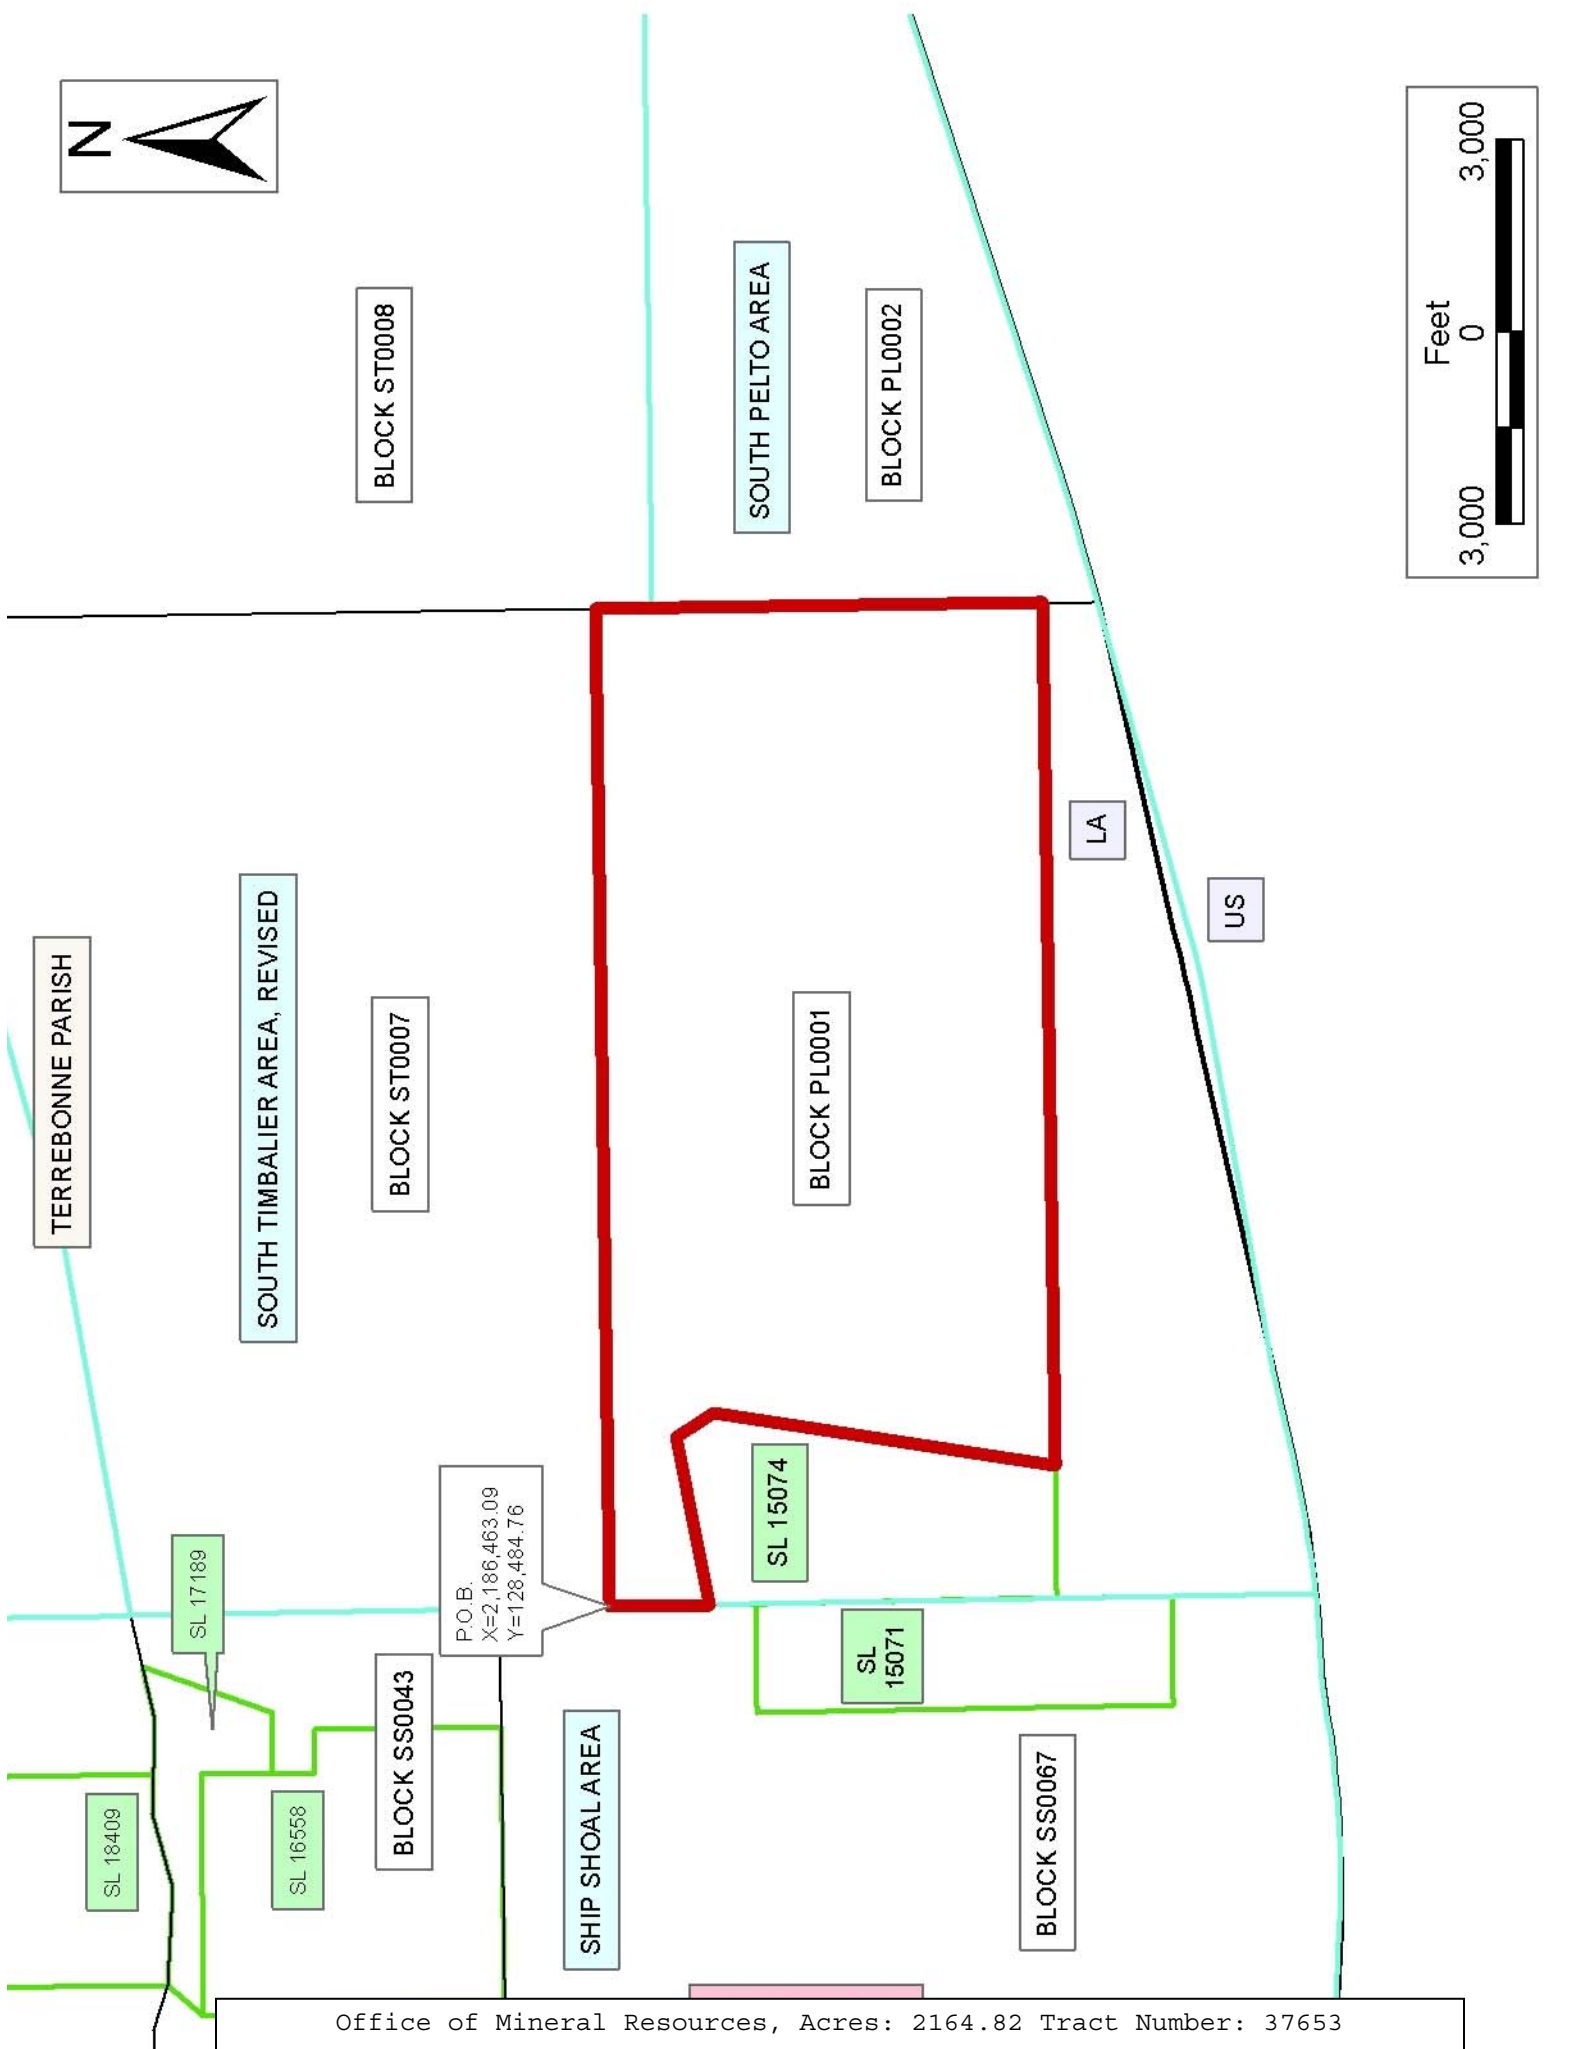 N
TERREBONNE PARISH
SOUTH TIMBALIER AREA, REVISED
BLOCK ST0007
BLOCK ST0008
SL 18409
SL 17189
SL 16558
BLOCK SS0043
P.O.B.
X=2,186,463.09
Y=128,484.76
SHIP SHOAL AREA
SOUTH PELTO AREA
SL 15074
SL
15071
BLOCK PL0001
BLOCK PL0002
BLOCK SS0067
LA
US
Feet
3,000 0 3,000
Office of Mineral Resources, Acres: 2164.82 Tract Number: 37653